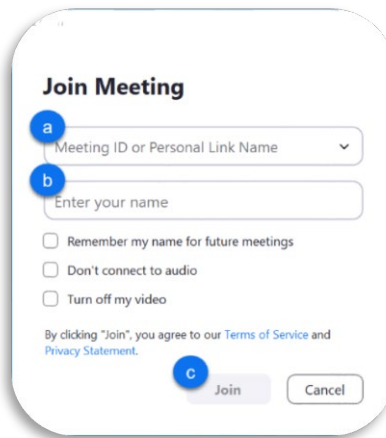 Join Meeting
a
Meeting ID or Personal Link Name
b
Enter your name
Remember my name for future meetings
Don't connect to audio
Turn off my video
By clicking "Join", you agree to our Terms of Service and
Privacy Statement.
c
Join Cancel